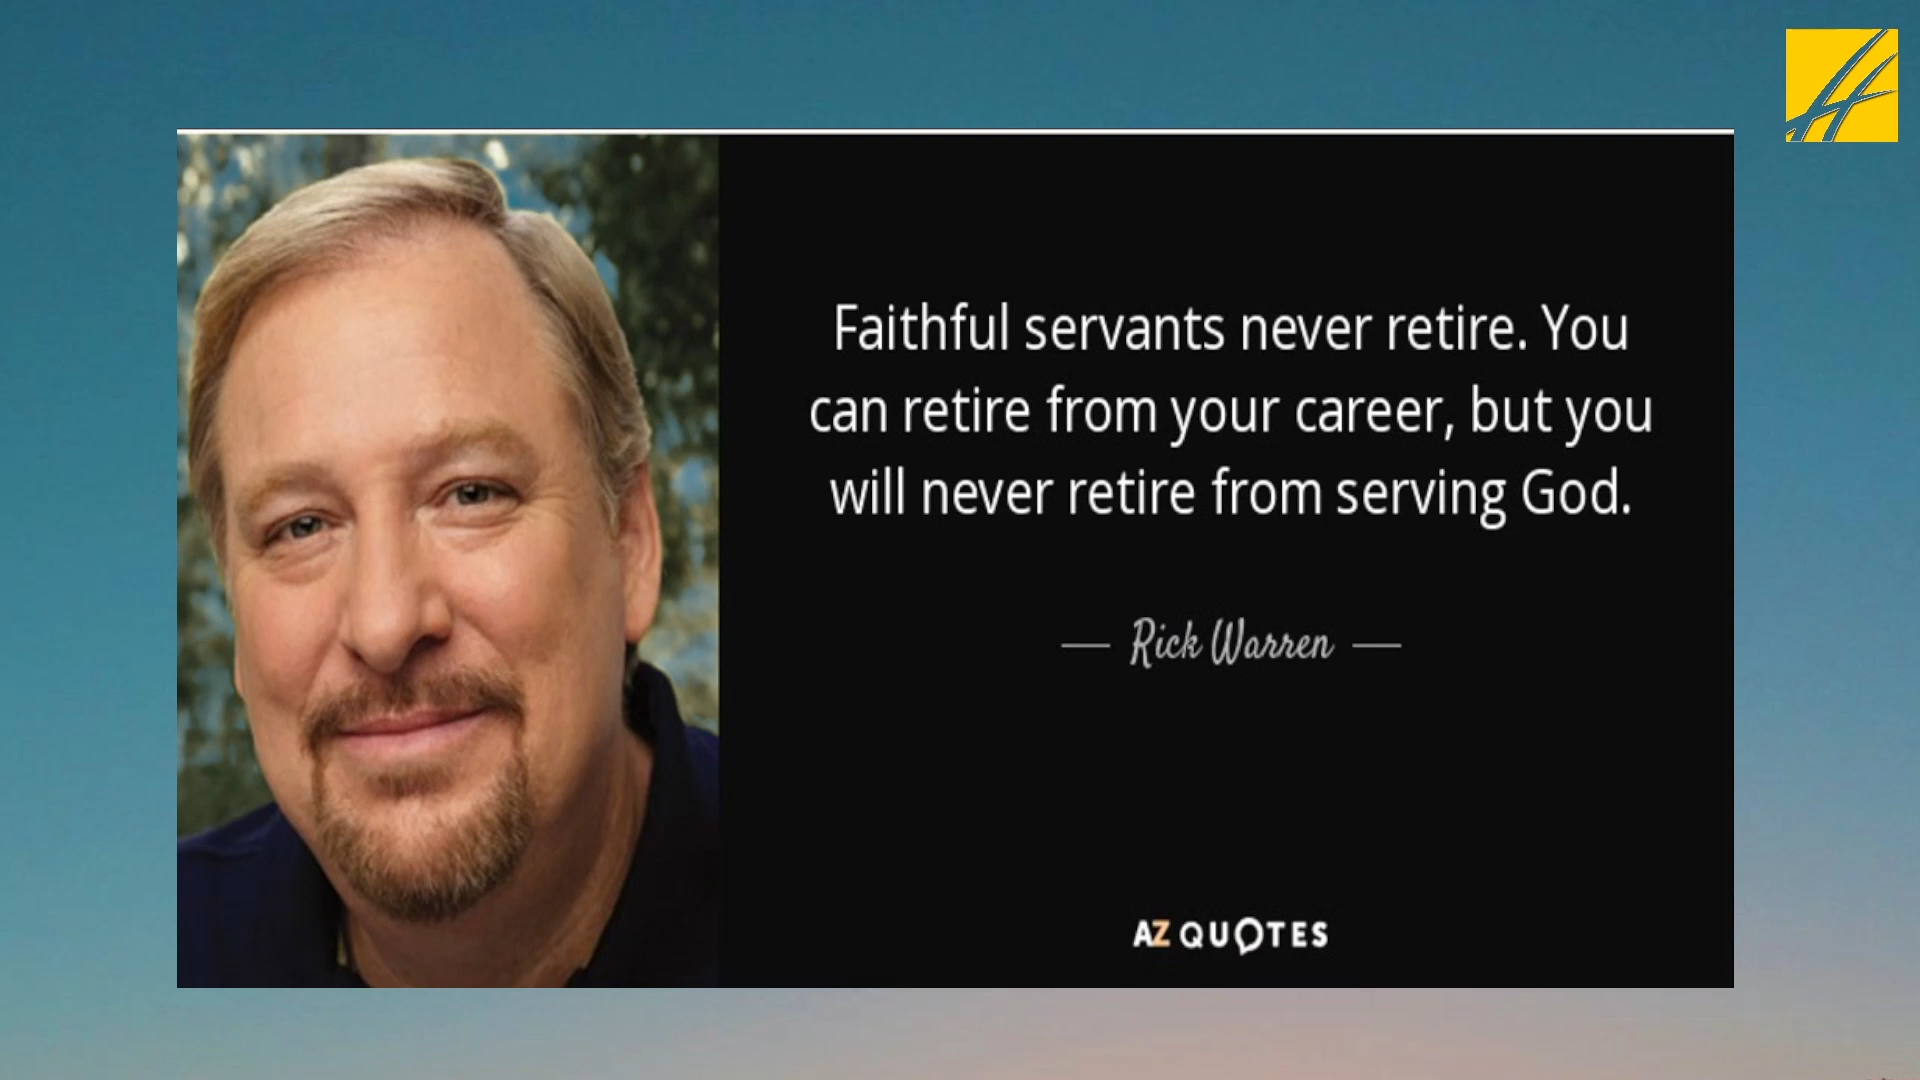 Faithful servants never retire. You
can retire from your career, but you
will never retire from serving God.
Rick Warren
AZ QUOTES